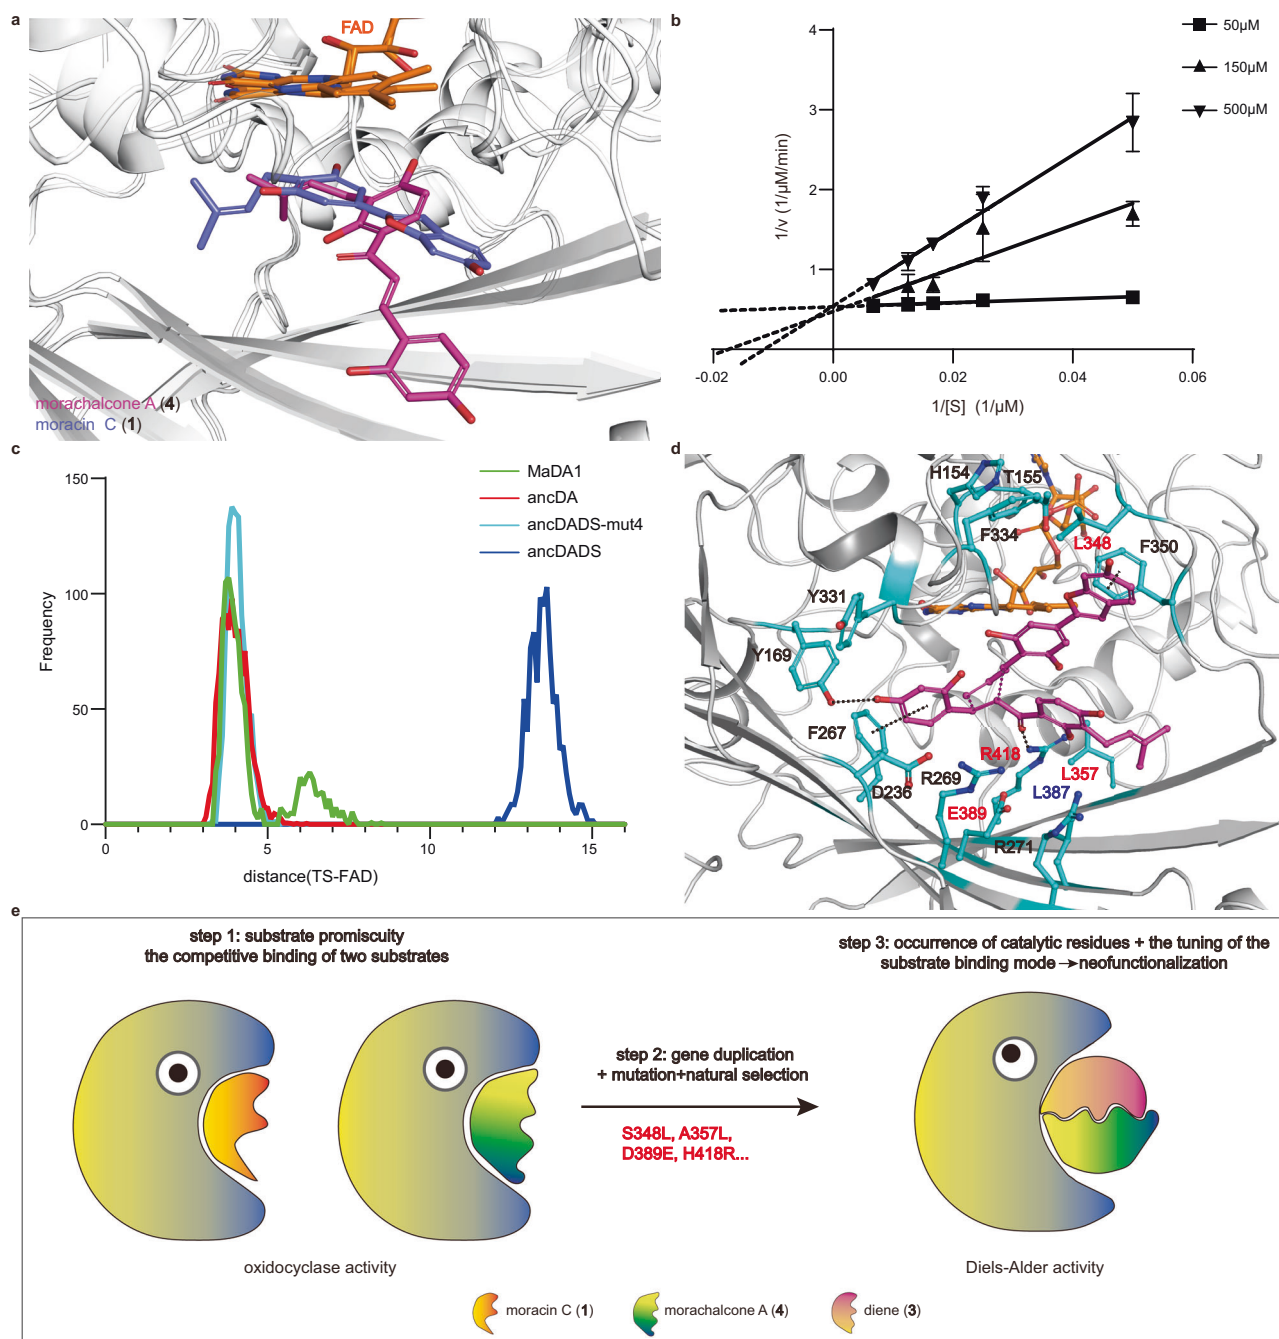 a
FAD
morachalcone A (4)
moracin C (1)
b
50μM
150μM
500μM
4
3
2
1
1/v (1/μM/min)
-0.02
0.00
0.02
0.04
0.06
1/[S] (1/μM)
c
MaDA1
ancDA
ancDADS-mut4
ancDADS
150
100
50
0
Frequency
0
5
10
15
distance(TS-FAD)
d
H154
T155
F334
L348
F350
Y331
Y169
F267
D236
R269
R418
L357
L387
E389
R271
e
step 1: substrate promiscuity
the competitive binding of two substrates
step 2: gene duplication
+ mutation+natural selection
S348L, A357L,
D389E, H418R...
step 3: occurrence of catalytic residues + the tuning of the
substrate binding mode →neofunctionalization
oxidocyclase activity
Diels-Alder activity
moracin C (1)
morachalcone A (4)
diene (3)